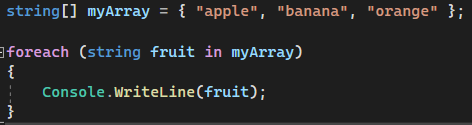 string[] myArray = { "apple", "banana", "orange" };
foreach (string fruit in myArray)
{
    Console.WriteLine(fruit);
}